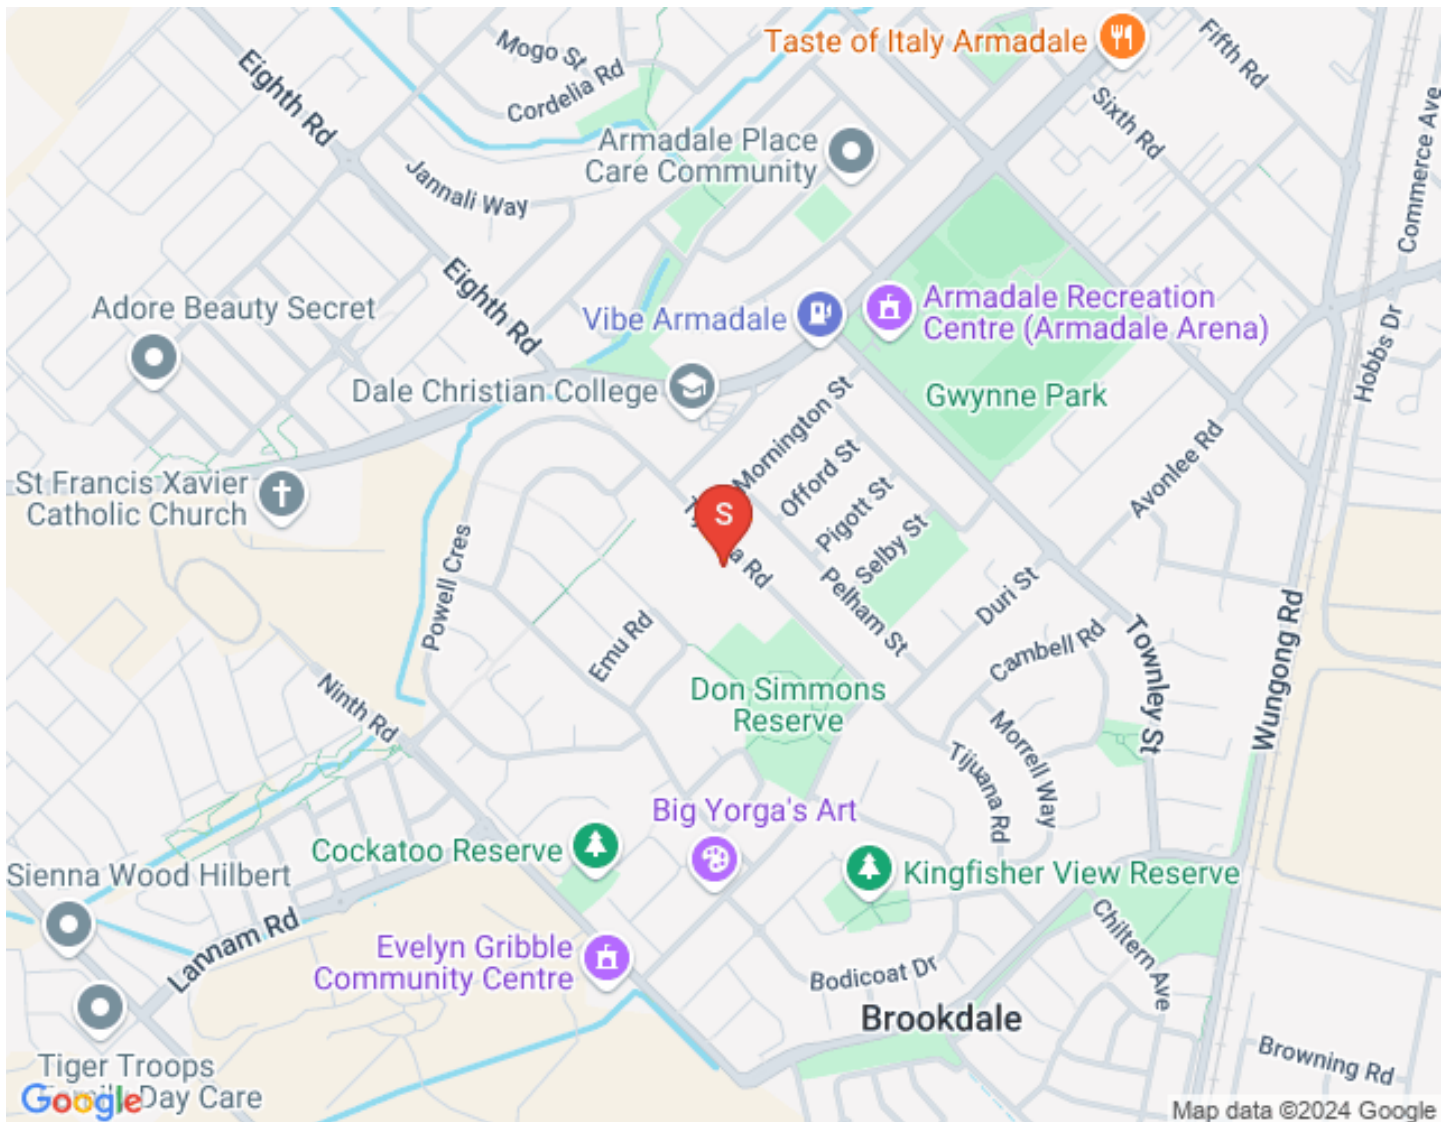 Taste of Italy Armadale
Fifth Rd
Mogo St
Eighth Rd
Cordelia Rd
Sixth Rd
Commerce Ave
Armadale Place
Care Community
Jannali Way
Eighth Rd
Adore Beauty Secret
Vibe Armadale
Armadale Recreation
Centre (Armadale Arena)
Hobbs Dr
Dale Christian College
Gwynne Park
Mornington St
Avonlee Rd
Offord St
St Francis Xavier
Catholic Church
Pigott St
S
Selby St
Rd
Powell Cres
Pelham St
Duri St
Wungong Rd
Emu Rd
Cambell Rd
Townley St
Don Simmons
Reserve
Ninth Rd
Morrell Way
Tijuana Rd
Big Yorga's Art
Cockatoo Reserve
Kingfisher View Reserve
Sienna Wood Hilbert
Lannam Rd
Chiltern Ave
Evelyn Gribble
Community Centre
Bodicoat Dr
Brookdale
Browning Rd
Tiger Troops
Family Day Care
Google
Map data ©2024 Google